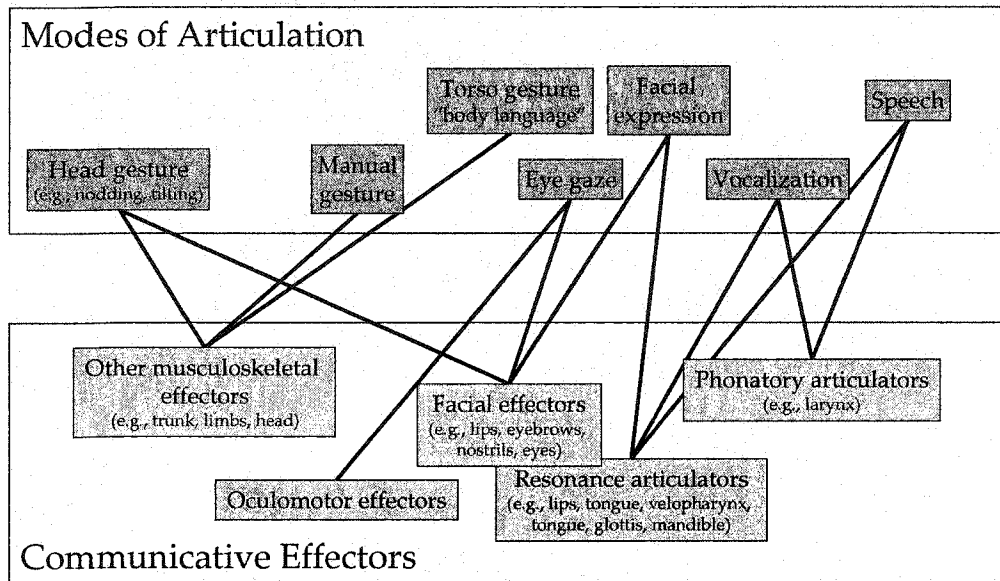 Modes of Articulation
Torso gesture
"body language"
Facial
expression
Speech
Head gesture
(e.g., nodding, tilting)
Manual
gesture
Eye gaze
Vocalization
Other musculoskeletal
effectors
(e.g., trunk, limbs, head)
Facial effectors
(e.g., lips, eyebrows,
nostrils, eyes)
Phonatory articulators
(e.g., larynx)
Oculomotor effectors
Resonance articulators
(e.g., lips, tongue, velopharynx,
tongue, glottis, mandible)
Communicative Effectors